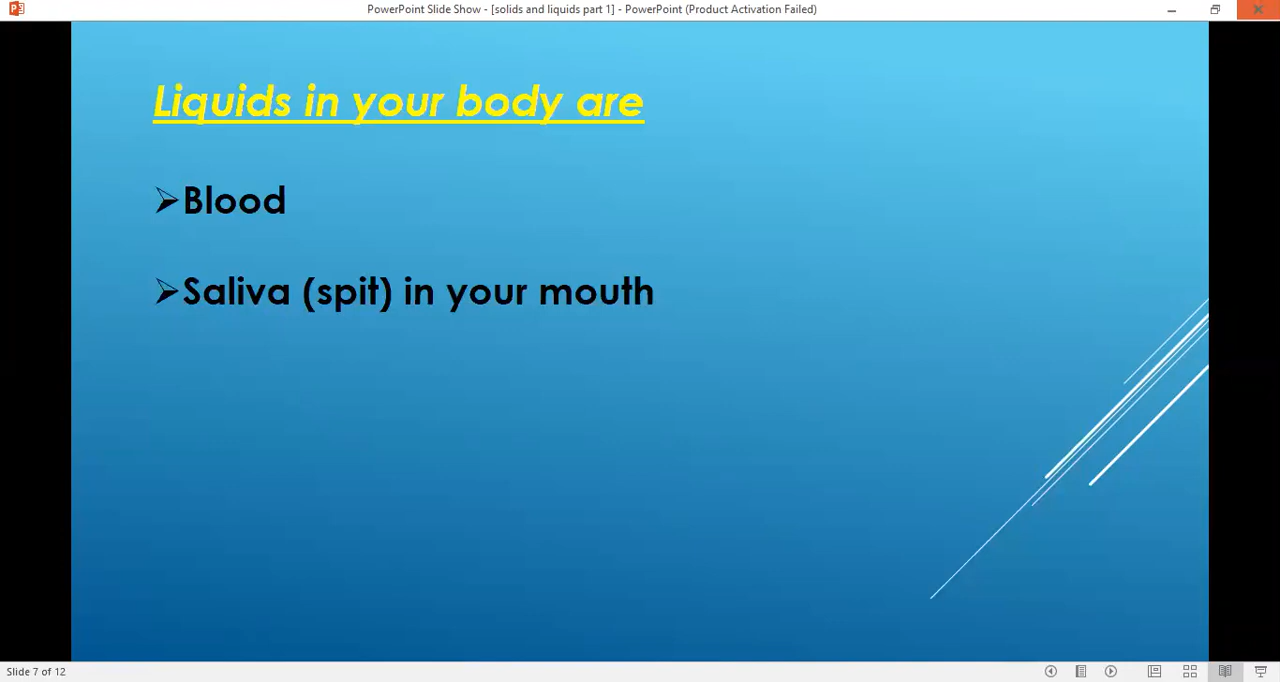 PowerPoint Slide Show - [solids and liquids part 1] - PowerPoint (Product Activation Failed)
Liquids in your body are
➢Blood
➢Saliva (spit) in your mouth
Slide 7 of 12